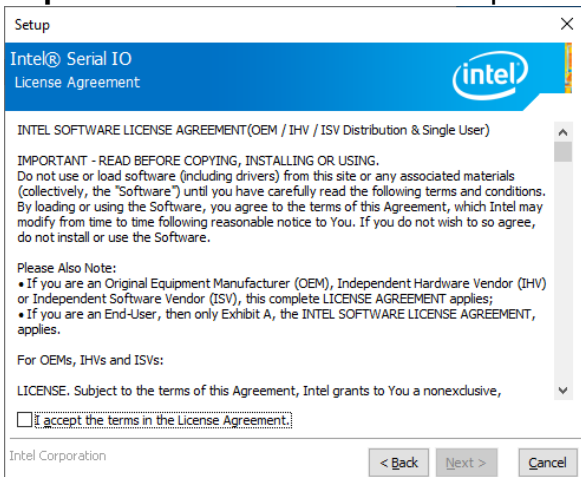 Setup
Intel® Serial IO
License Agreement
intel
INTEL SOFTWARE LICENSE AGREEMENT(OEM / IHV / ISV Distribution & Single User)
IMPORTANT - READ BEFORE COPYING, INSTALLING OR USING.
Do not use or load software (including drivers) from this site or any associated materials
(collectively, the "Software") until you have carefully read the following terms and conditions.
By loading or using the Software, you agree to the terms of this Agreement, which Intel may
modify from time to time following reasonable notice to You. If you do not wish to so agree,
do not install or use the Software.
Please Also Note:
• If you are an Original Equipment Manufacturer (OEM), Independent Hardware Vendor (IHV)
or Independent Software Vendor (ISV), this complete LICENSE AGREEMENT applies;
• If you are an End-User, then only Exhibit A, the INTEL SOFTWARE LICENSE AGREEMENT,
applies.
For OEMs, IHVs and ISVs:
LICENSE. Subject to the terms of this Agreement, Intel grants to You a nonexclusive,
I accept the terms in the License Agreement.
Intel Corporation
< Back Next > Cancel